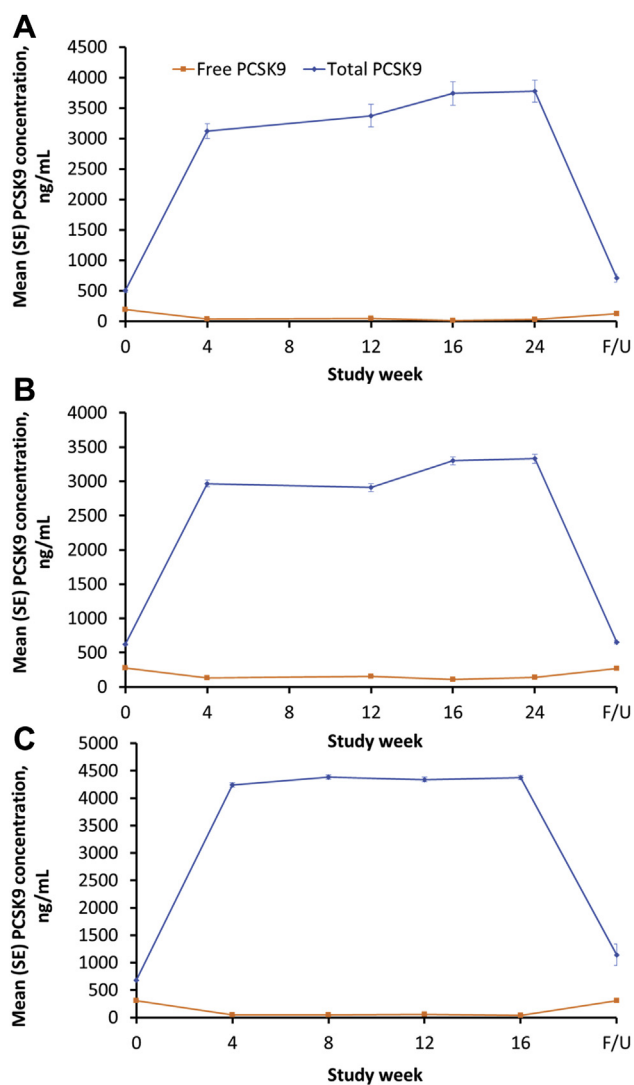 A
Mean (SE) PCSK9 concentration,
ng/mL
4500
4000
3500
3000
2500
2000
1500
1000
500
0
Free PCSK9 Total PCSK9
0 4 8 12 16 24 F/U
Study week
B
Mean (SE) PCSK9 concentration,
ng/mL
4000
3500
3000
2500
2000
1500
1000
500
0
0 4 12 16 24 F/U
Study week
C
Mean (SE) PCSK9 concentration,
ng/mL
5000
4500
4000
3500
3000
2500
2000
1500
1000
500
0
0 4 8 12 16 F/U
Study week